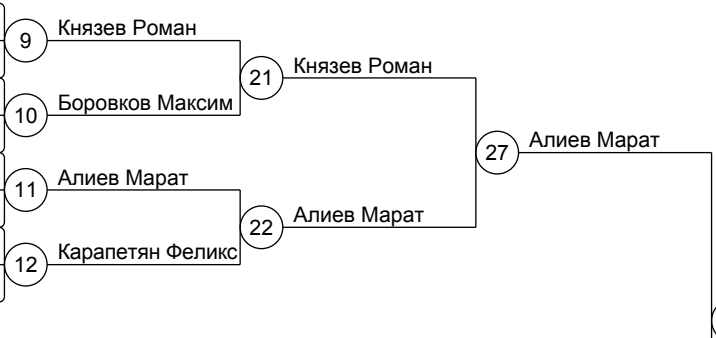 9 Князев Роман
21 Князев Роман
10 Боровков Максим
27 Алиев Марат
11 Алиев Марат
22 Алиев Марат
12 Карапетян Феликс